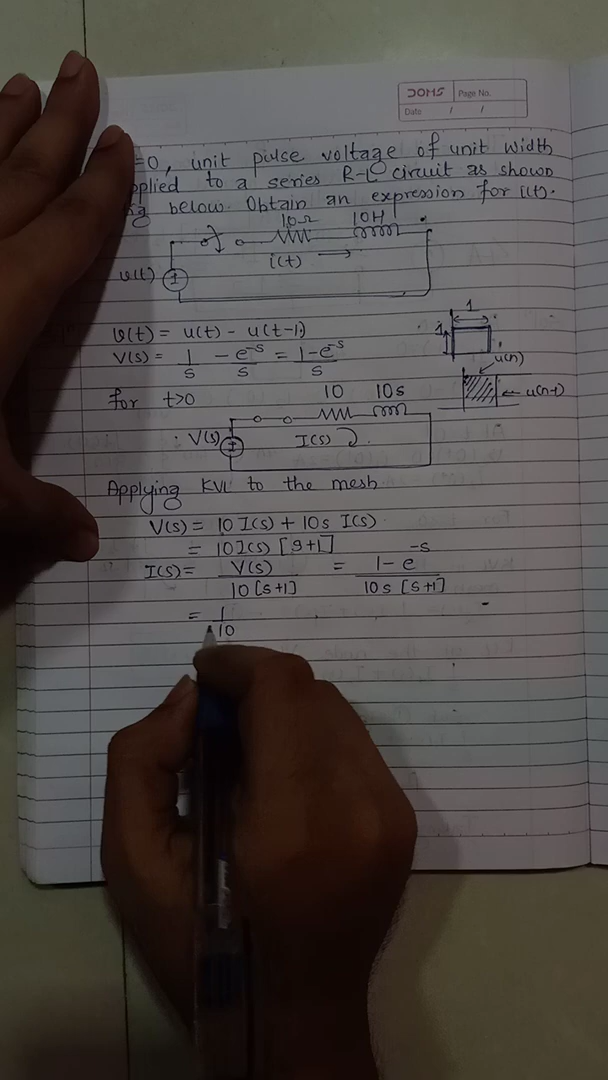 DOMS Page No.
Date / /
=0, unit pulse voltage of unit width
applied to a series R-L circuit as shown
below. Obtain an expression for i(t).
10Ω 10H
v(t)
i(t) →
v(t) = u(t) - u(t-1)
V(s) = 1/s - e^-s/s = 1-e^-s/s
1
1
u(n)
u(n-1)
for t>0
10 10s
V(s) I(s)
Applying KVL to the mesh
V(s) = 10 I(s) + 10s I(s)
= 10I(s) [s+1]
I(s) = V(s)/10 [s+1] = 1-e^-s/10s [s+1]
= 1/10